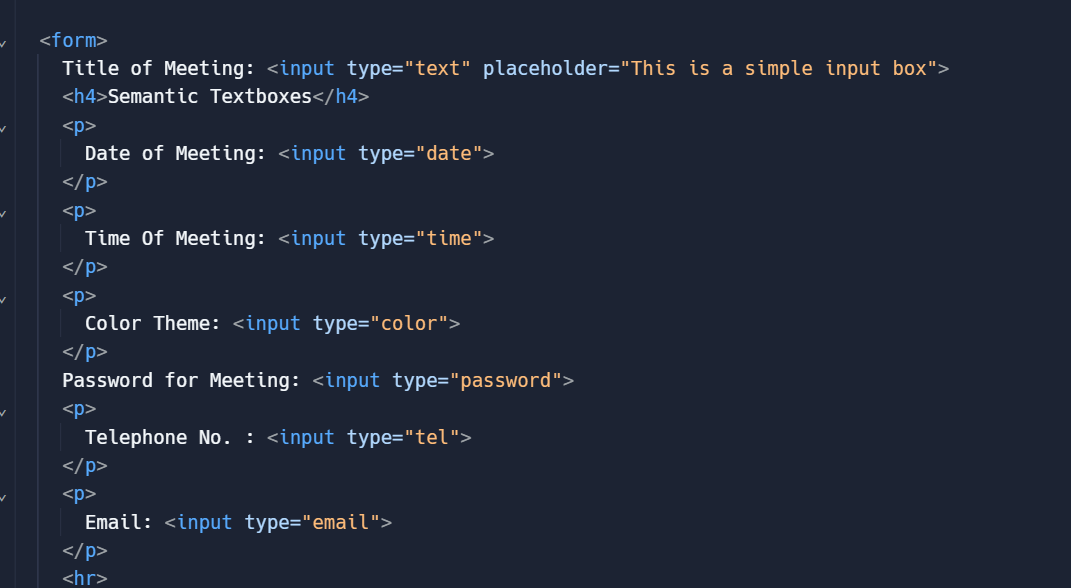 <form>
Title of Meeting: <input type="text" placeholder="This is a simple input box">
<h4>Semantic Textboxes</h4>
<p>
Date of Meeting: <input type="date">
</p>
<p>
Time Of Meeting: <input type="time">
</p>
<p>
Color Theme: <input type="color">
</p>
Password for Meeting: <input type="password">
<p>
Telephone No. : <input type="tel">
</p>
<p>
Email: <input type="email">
</p>
<hr>